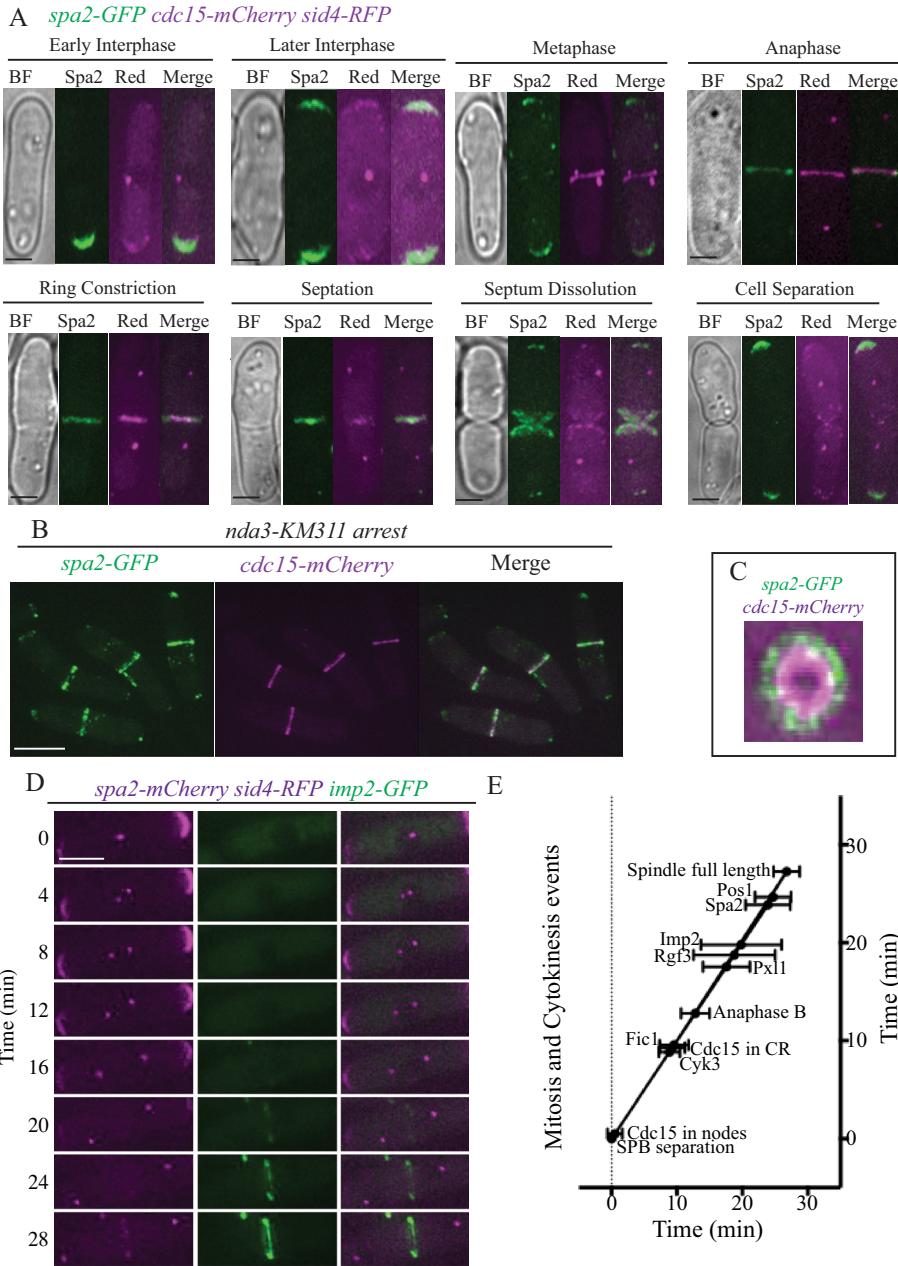 A
spa2-GFP cdc15-mCherry sid4-RFP
Early Interphase
BF Spa2 Red Merge
Later Interphase
BF Spa2 Red Merge
Metaphase
BF Spa2 Red Merge
Anaphase
BF Spa2 Red Merge
Ring Constriction
BF Spa2 Red Merge
Septation
BF Spa2 Red Merge
Septum Dissolution
BF Spa2 Red Merge
Cell Separation
BF Spa2 Red Merge
B
nda3-KM311 arrest
spa2-GFP cdc15-mCherry Merge
C
spa2-GFP
cdc15-mCherry
D
spa2-mCherry sid4-RFP imp2-GFP
Time (min)
0
4
8
12
16
20
24
28
E
Mitosis and Cytokinesis events
Spindle full length
Pos1
Spa2
Imp2
Rgf3
Pxl1
Anaphase B
Fic1
Cdc15 in CR
Cyk3
Cdc15 in nodes
SPB separation
30
20
10
0
Time (min)
0 10 20 30
Time (min)